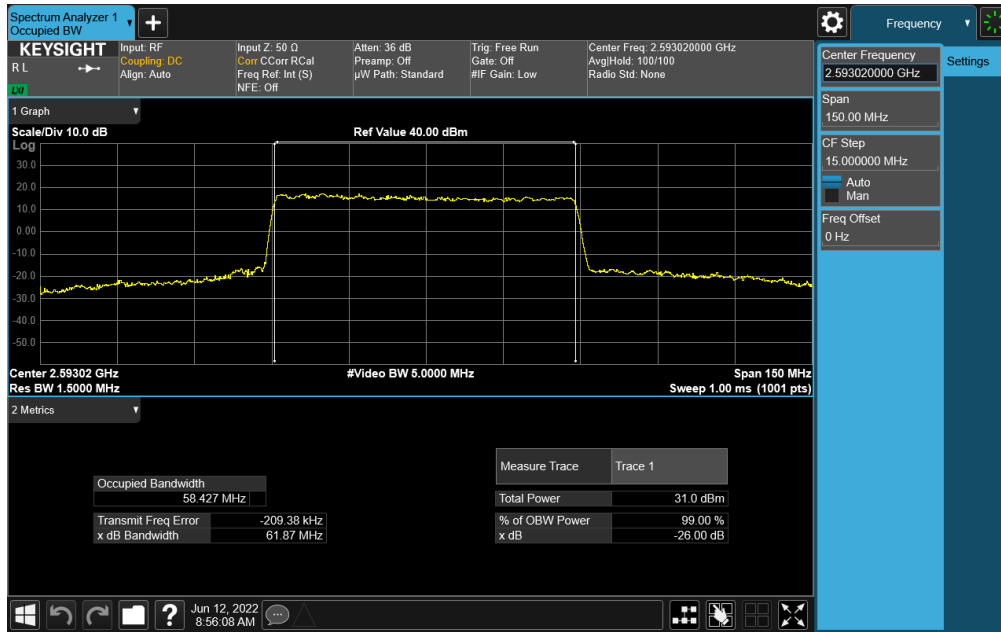 Spectrum Analyzer 1
Occupied BW
Frequency
KEYSIGHT
R L
LXI
Input: RF
Coupling: DC
Align: Auto
Input Z: 50 Ω
Corr CCorr RCal
Freq Ref: Int (S)
NFE: Off
Atten: 36 dB
Preamp: Off
µW Path: Standard
Trig: Free Run
Gate: Off
#IF Gain: Low
Center Freq: 2.593020000 GHz
Avg|Hold: 100/100
Radio Std: None
Center Frequency
2.593020000 GHz
Settings
Span
150.00 MHz
CF Step
15.000000 MHz
Auto
Man
Freq Offset
0 Hz
1 Graph
Scale/Div 10.0 dB
Ref Value 40.00 dBm
Log
30.0
20.0
10.0
0.00
-10.0
-20.0
-30.0
-40.0
-50.0
Center 2.59302 GHz
#Video BW 5.0000 MHz
Span 150 MHz
Res BW 1.5000 MHz
Sweep 1.00 ms (1001 pts)
2 Metrics
Measure Trace
Trace 1
Occupied Bandwidth
58.427 MHz
Total Power
31.0 dBm
Transmit Freq Error
-209.38 kHz
% of OBW Power
99.00 %
x dB Bandwidth
61.87 MHz
x dB
-26.00 dB
?
Jun 12, 2022
8:56:08 AM